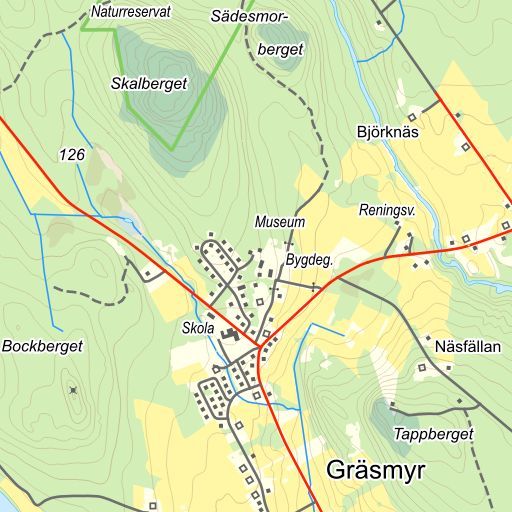 Naturreservat
Sädesmor-
berget
Skalberget
Björknäs
126
Museum
Reningsv.
Bygdeg.
Skola
Bockberget
Näsfällan
Tappberget
Gräsmyr